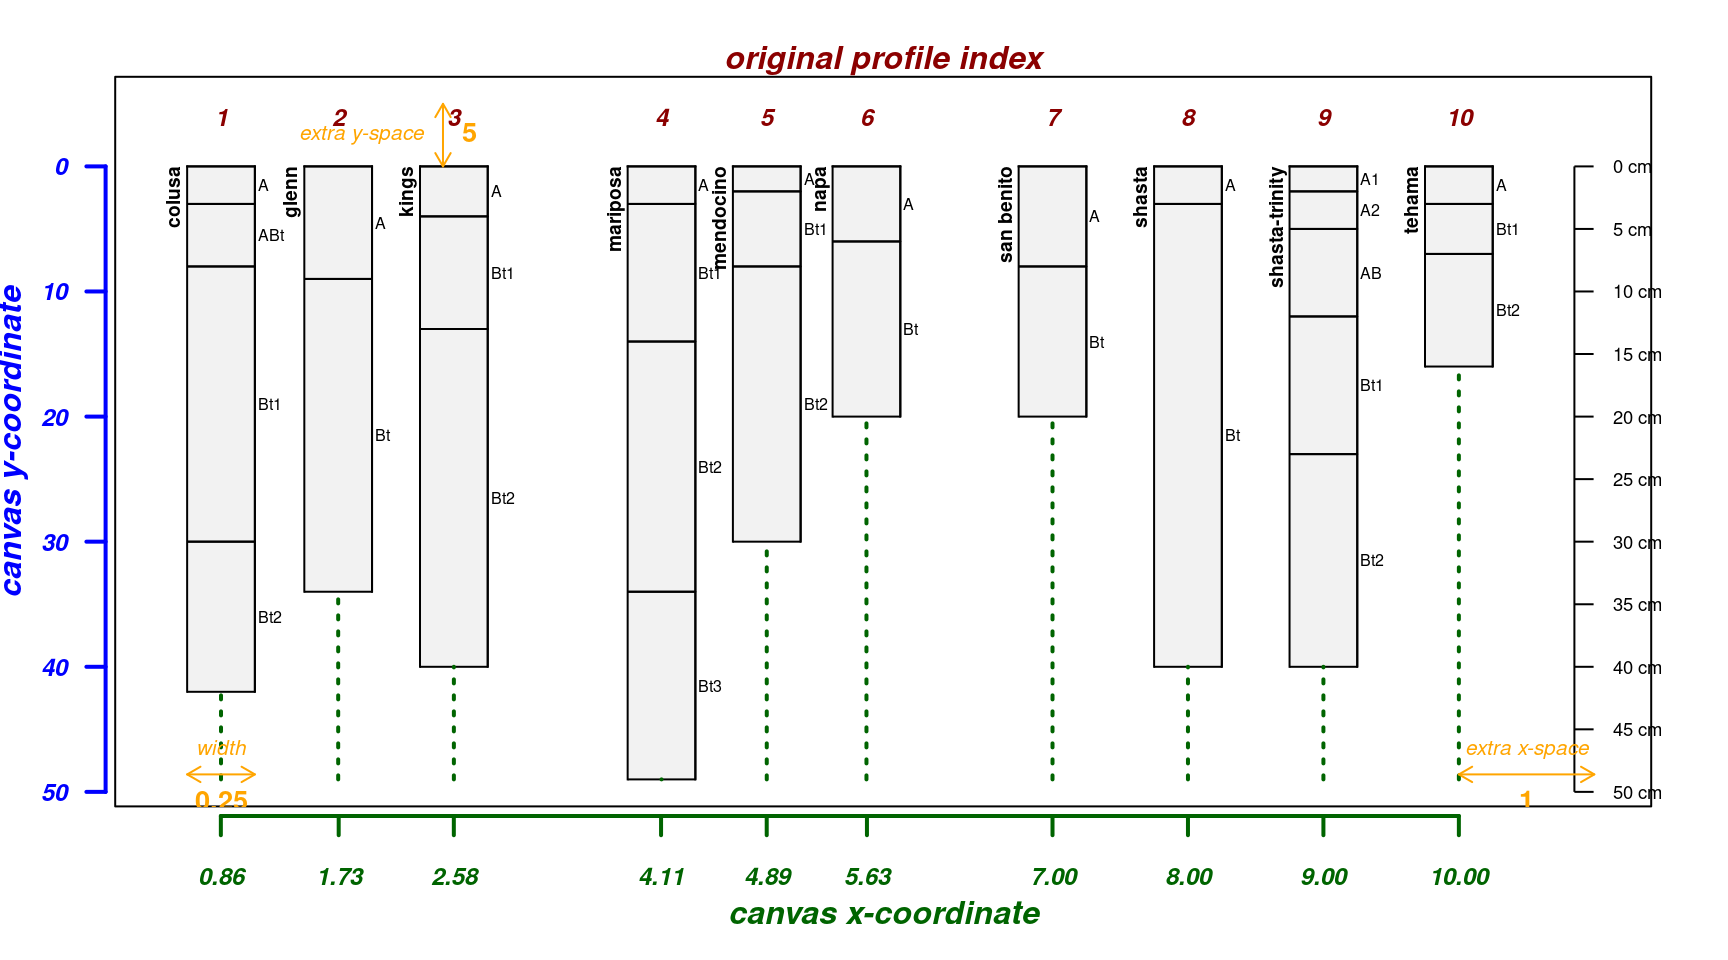 original profile index
1 2 3 4 5 6 7 8 9 10
extra y-space 5
canvas y-coordinate
0
10
20
30
40
50
colusa
A
ABt
Bt1
Bt2
glenn
A
Bt
kings
A
Bt1
Bt2
mariposa
A
Bt1
Bt2
Bt3
mendocino
A
Bt1
Bt2
napa
A
Bt
san benito
A
Bt
shasta
A
Bt
shasta-trinity
A1
A2
AB
Bt1
Bt2
tehama
A
Bt1
Bt2
0 cm
5 cm
10 cm
15 cm
20 cm
25 cm
30 cm
35 cm
40 cm
45 cm
50 cm
width
0.25
extra x-space
1
0.86 1.73 2.58 4.11 4.89 5.63 7.00 8.00 9.00 10.00
canvas x-coordinate